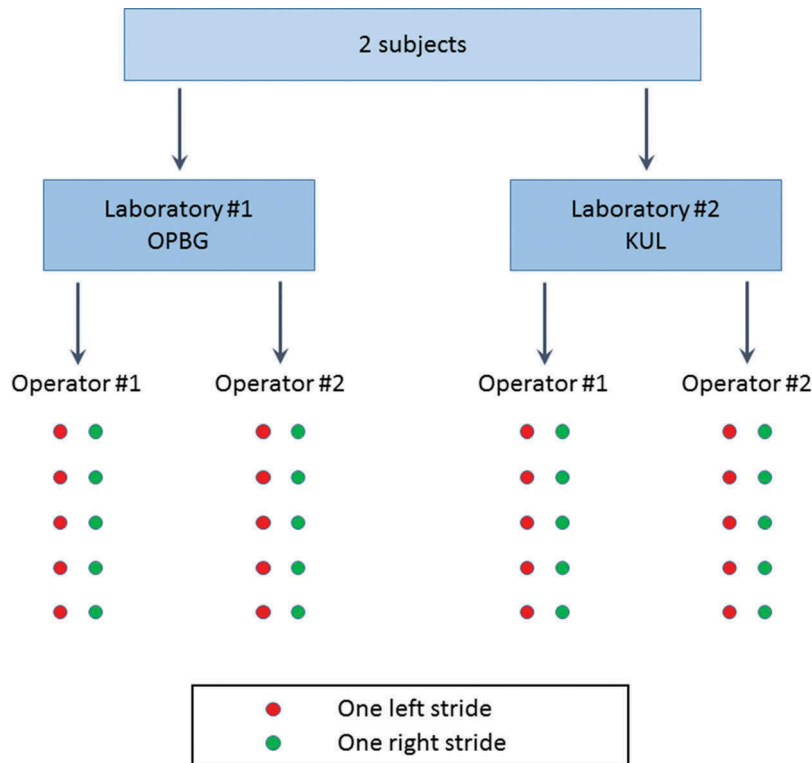 2 subjects
Laboratory #1
OPBG
Laboratory #2
KUL
Operator #1
Operator #2
Operator #1
Operator #2
One left stride
One right stride